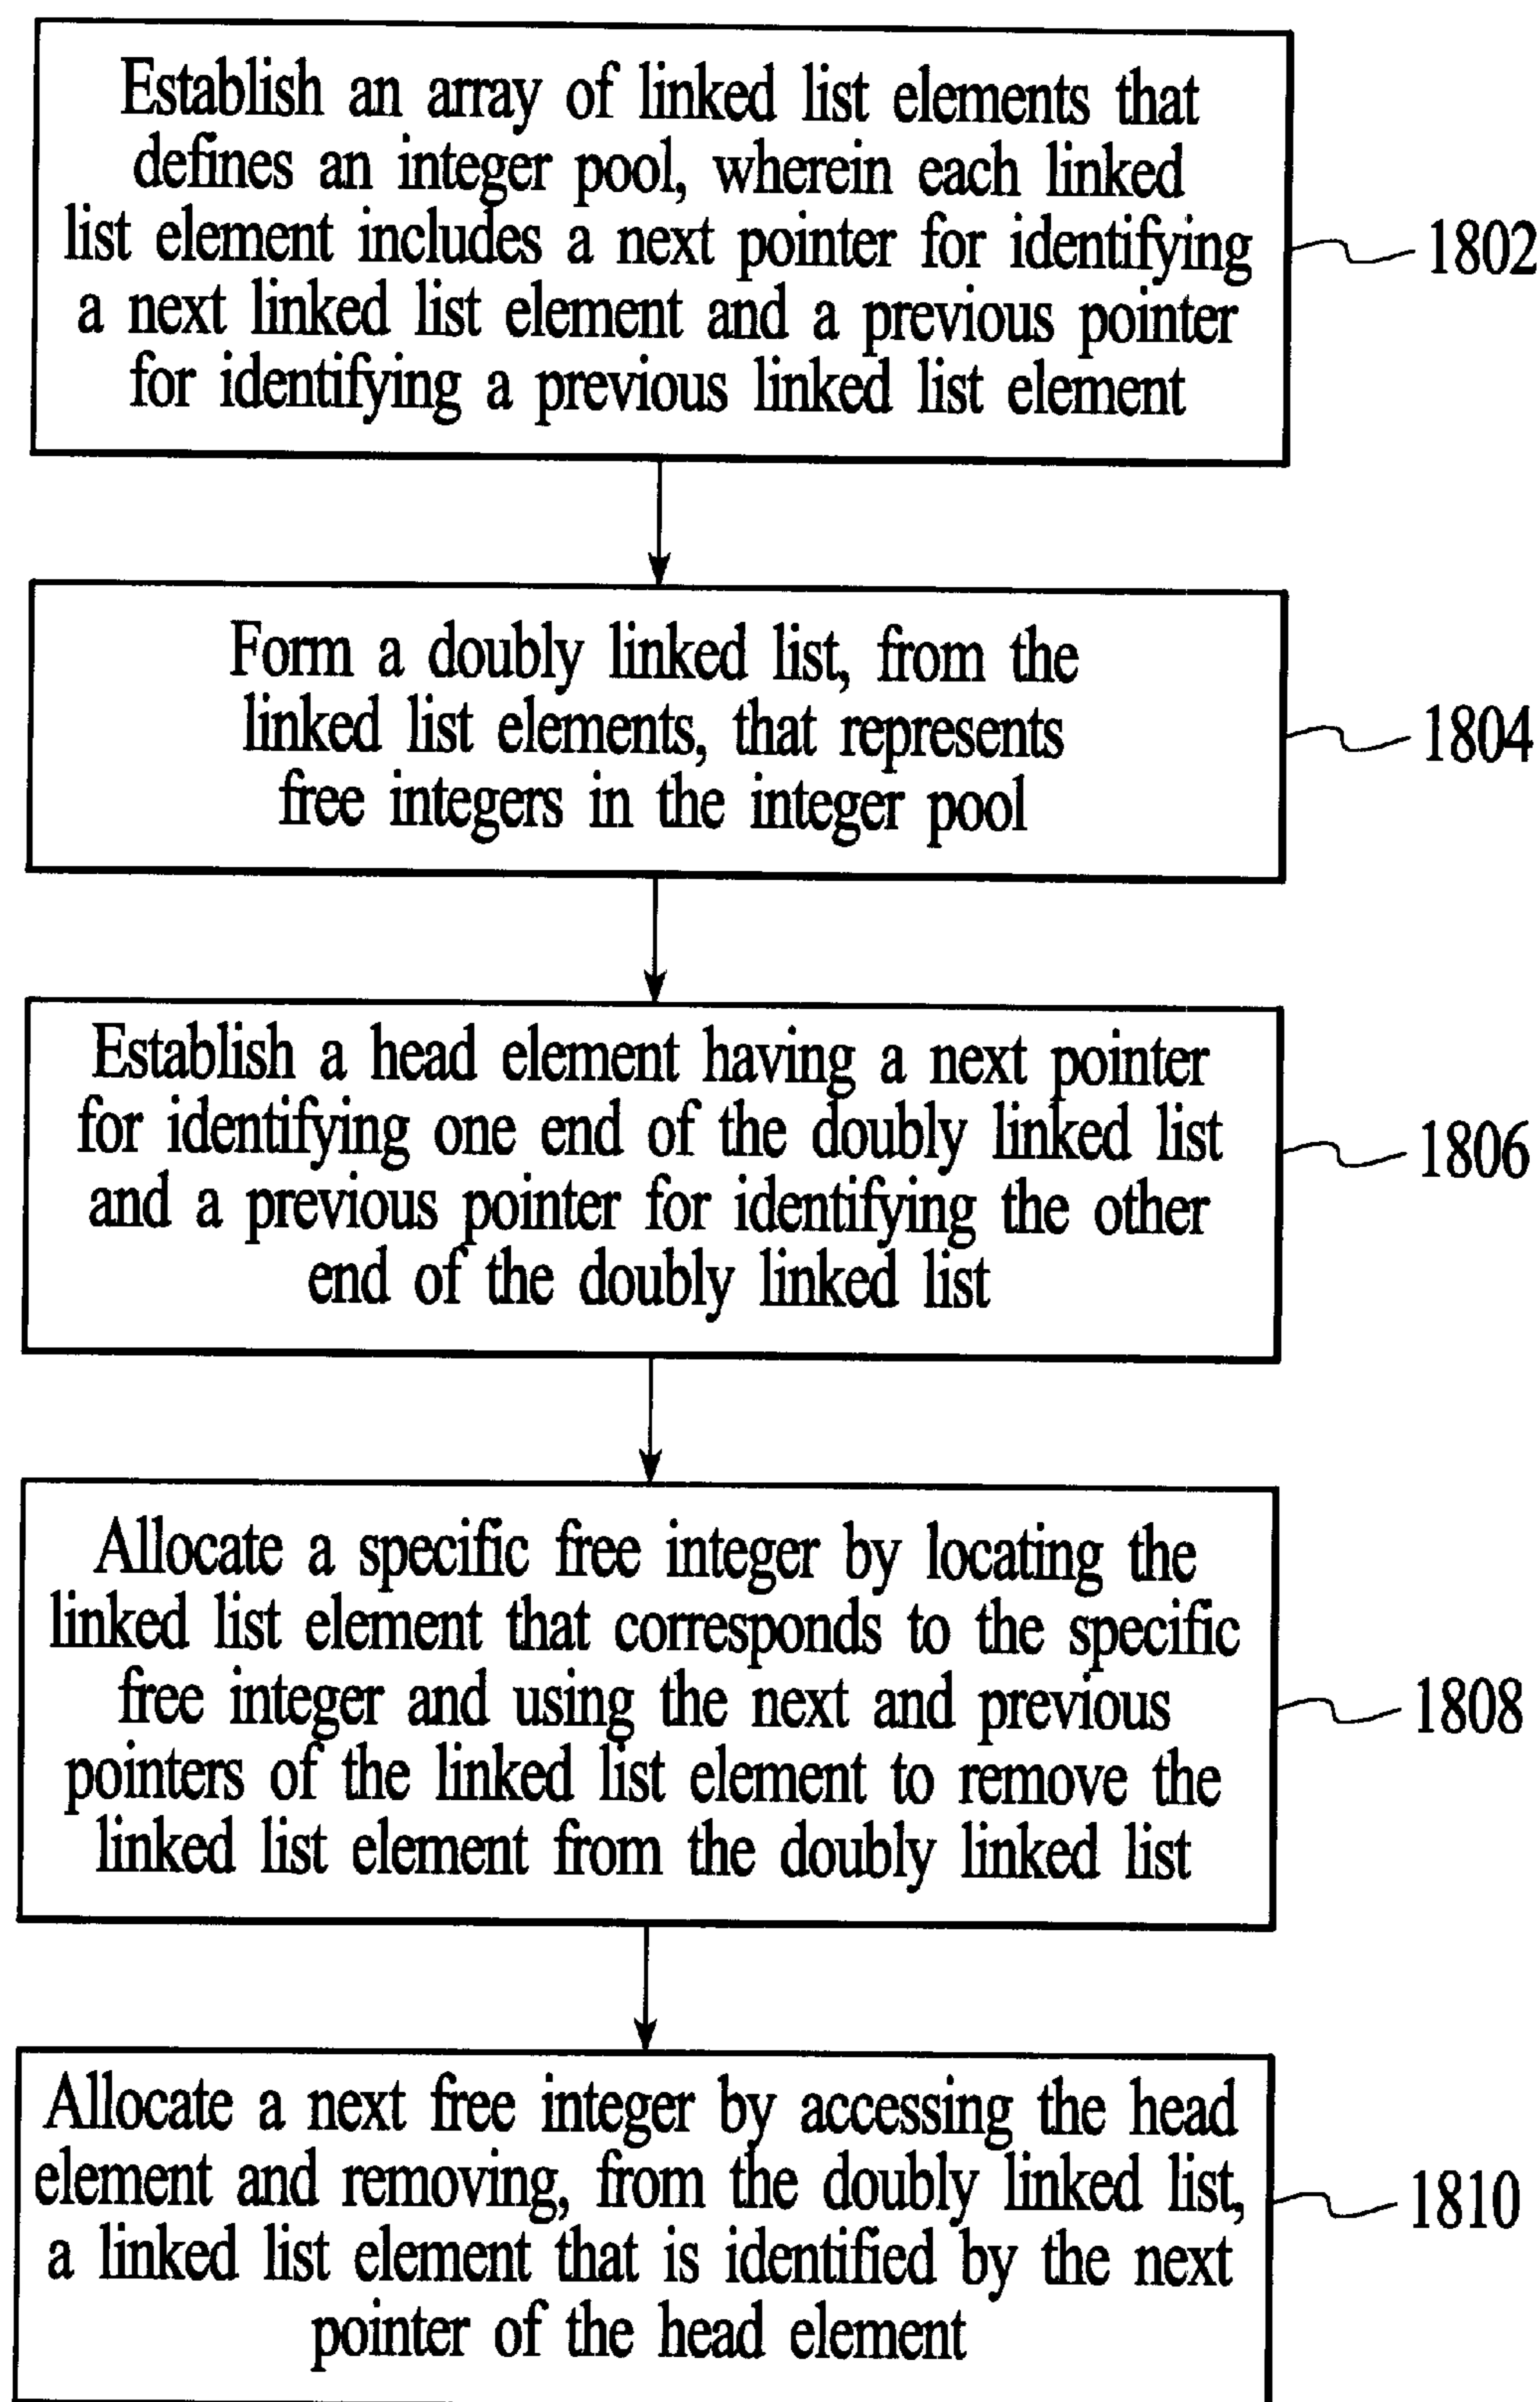 Establish an array of linked list elements that
defines an integer pool, wherein each linked
list element includes a next pointer for identifying
a next linked list element and a previous pointer
for identifying a previous linked list element
1802
Form a doubly linked list, from the
linked list elements, that represents
free integers in the integer pool
1804
Establish a head element having a next pointer
for identifying one end of the doubly linked list
and a previous pointer for identifying the other
end of the doubly linked list
1806
Allocate a specific free integer by locating the
linked list element that corresponds to the specific
free integer and using the next and previous
pointers of the linked list element to remove the
linked list element from the doubly linked list
1808
Allocate a next free integer by accessing the head
element and removing, from the doubly linked list,
a linked list element that is identified by the next
pointer of the head element
1810